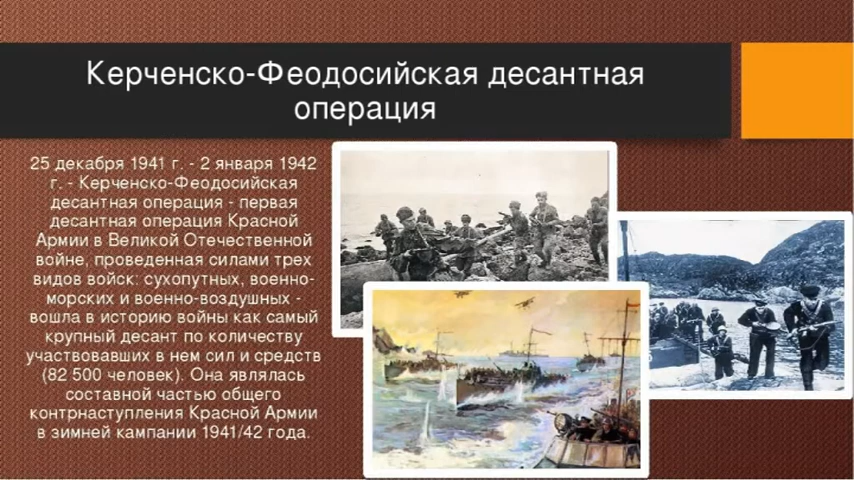 Керченско-Феодосийская десантная
операция
25 декабря 1941 г. - 2 января 1942
г. - Керченско-Феодосийская
десантная операция - первая
десантная операция Красной
Армии в Великой Отечественной
войне, проведенная силами трех
видов войск: сухопутных, военно-
морских и военно-воздушных -
вошла в историю войны как самый
крупный десант по количеству
участвовавших в нем сил и средств
(82 500 человек). Она являлась
составной частью общего
контрнаступления Красной Армии
в зимней кампании 1941/42 года.